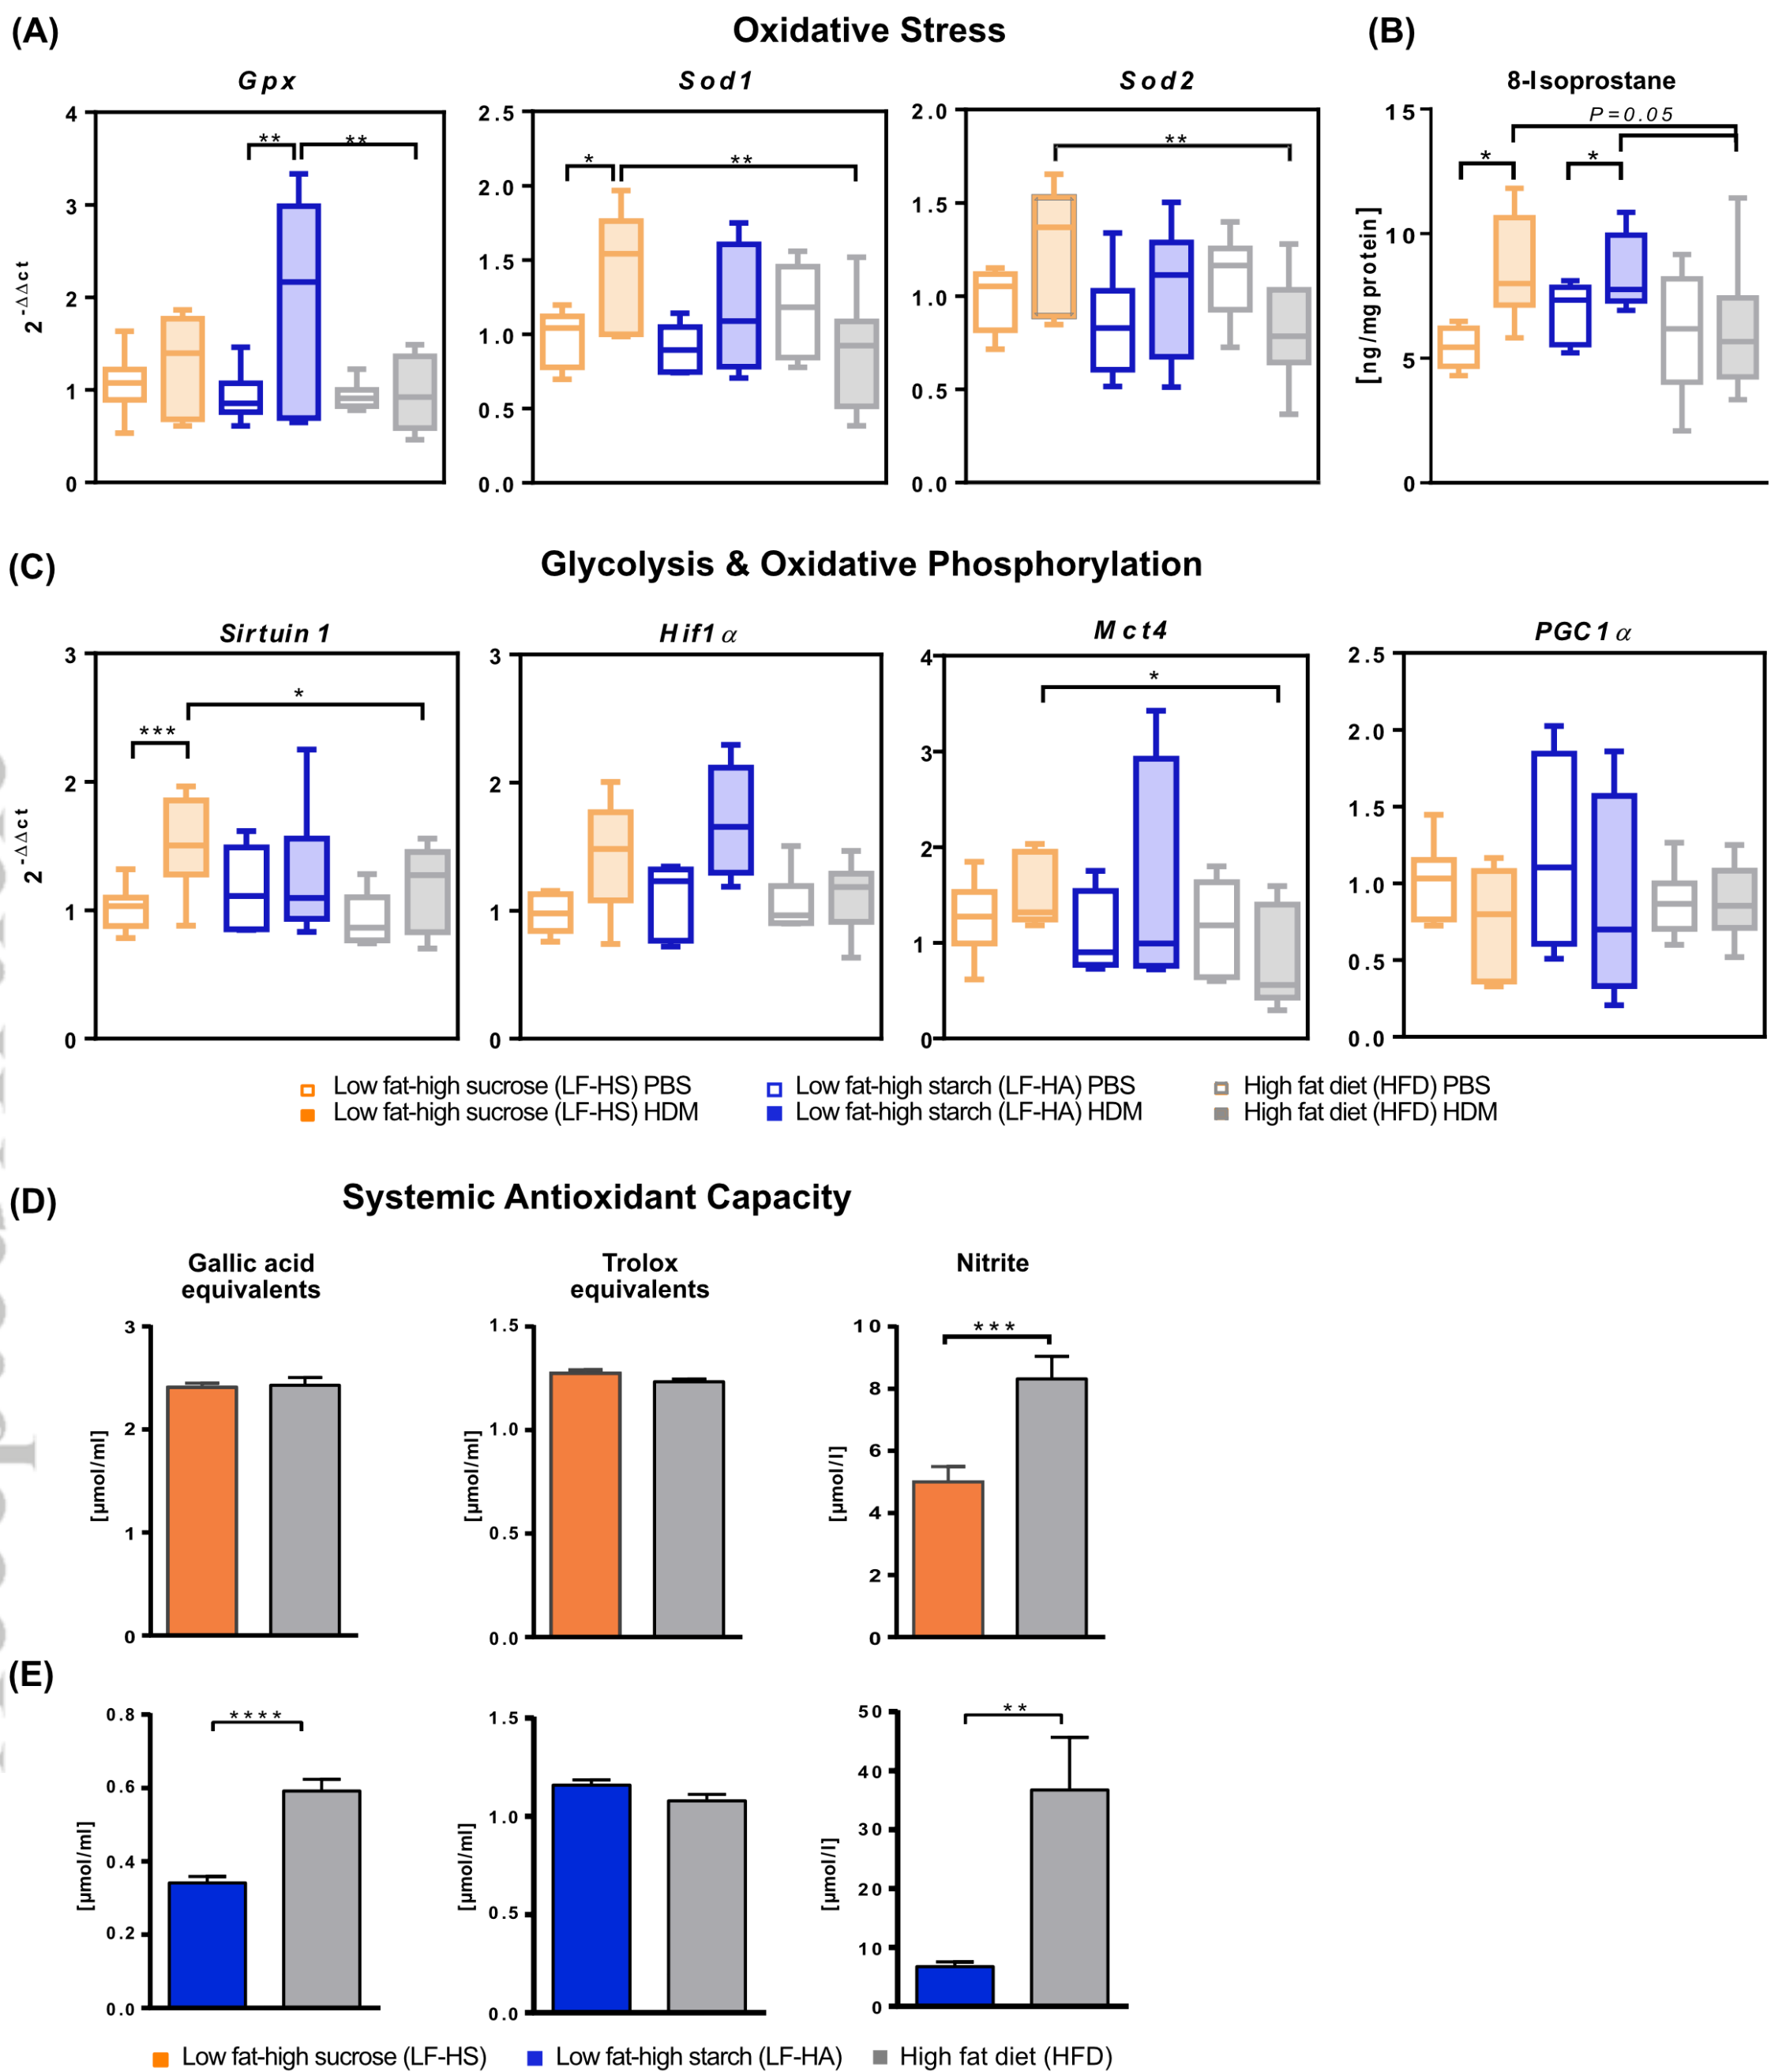 (A)
Oxidative Stress
(B)
Gpx
Sod1
Sod2
8-Isoprostane
4
3
2
1
0
2^-ΔΔct
**
**
2.5
2.0
1.5
1.0
0.5
0.0
*
**
2.0
1.5
1.0
0.5
0.0
**
15
10
5
0
[ng/mg protein]
P=0.05
*
*
(C)
Glycolysis & Oxidative Phosphorylation
Sirtuin 1
Hif1α
Mct4
PGC1α
3
2
1
0
2^-ΔΔct
***
*
3
2
1
0
4
3
2
1
0
*
2.5
2.0
1.5
1.0
0.5
0.0
Low fat-high sucrose (LF-HS) PBS
Low fat-high sucrose (LF-HS) HDM
Low fat-high starch (LF-HA) PBS
Low fat-high starch (LF-HA) HDM
High fat diet (HFD) PBS
High fat diet (HFD) HDM
(D)
Systemic Antioxidant Capacity
Gallic acid
equivalents
Trolox
equivalents
Nitrite
3
2
1
0
[µmol/ml]
1.5
1.0
0.5
0.0
[µmol/ml]
10
8
6
4
2
0
[µmol/l]
***
(E)
0.8
0.6
0.4
0.2
0.0
[µmol/ml]
****
1.5
1.0
0.5
0.0
[µmol/ml]
50
40
30
20
10
0
[µmol/l]
**
Low fat-high sucrose (LF-HS)
Low fat-high starch (LF-HA)
High fat diet (HFD)